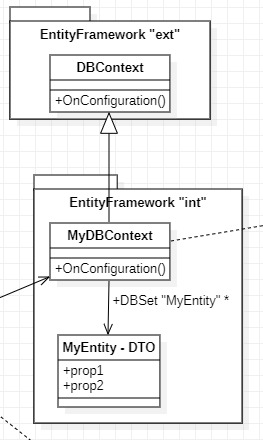 EntityFramework "ext"
DBContext
+OnConfiguration()
EntityFramework "int"
MyDBContext
+OnConfiguration()
+DBSet "MyEntity" *
MyEntity - DTO
+prop1
+prop2